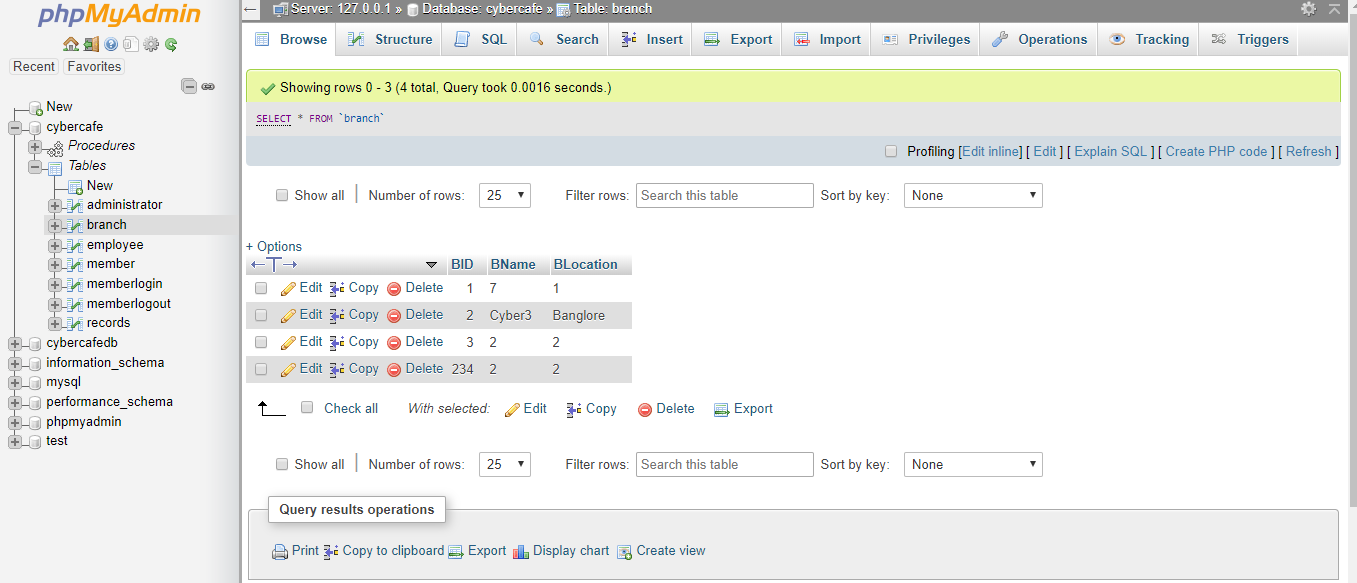 phpMyAdmin
Recent Favorites
New
cybercafe
Procedures
Tables
New
administrator
branch
employee
member
memberlogin
memberlogout
records
cybercafedb
information_schema
mysql
performance_schema
phpmyadmin
test
Server: 127.0.0.1 » Database: cybercafe » Table: branch
Browse Structure SQL Search Insert Export Import Privileges Operations Tracking Triggers
Showing rows 0 - 3 (4 total, Query took 0.0016 seconds.)
SELECT * FROM `branch`
Profiling [Edit inline] [ Edit ] [ Explain SQL ] [ Create PHP code ] [ Refresh ]
Show all | Number of rows: 25 Filter rows: Search this table Sort by key: None
+ Options
←T→ BID BName BLocation
Edit Copy Delete 1 7 1
Edit Copy Delete 2 Cyber3 Banglore
Edit Copy Delete 3 2 2
Edit Copy Delete 234 2 2
Check all With selected: Edit Copy Delete Export
Show all | Number of rows: 25 Filter rows: Search this table Sort by key: None
Query results operations
Print Copy to clipboard Export Display chart Create view